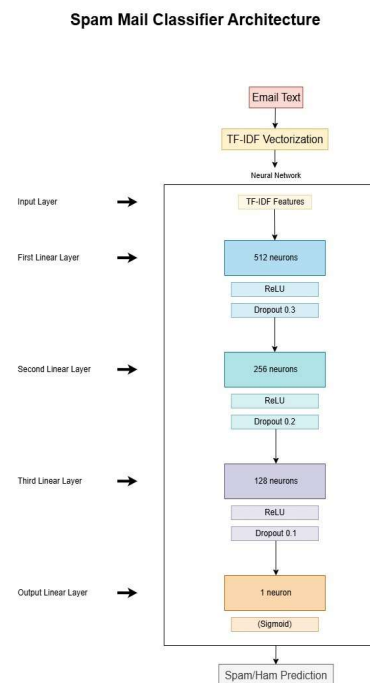 Spam Mail Classifier Architecture
Email Text
TF-IDF Vectorization
Neural Network
Input Layer
TF-IDF Features
First Linear Layer
512 neurons
ReLU
Dropout 0.3
Second Linear Layer
256 neurons
ReLU
Dropout 0.2
Third Linear Layer
128 neurons
ReLU
Dropout 0.1
Output Linear Layer
1 neuron
(Sigmoid)
Spam/Ham Prediction